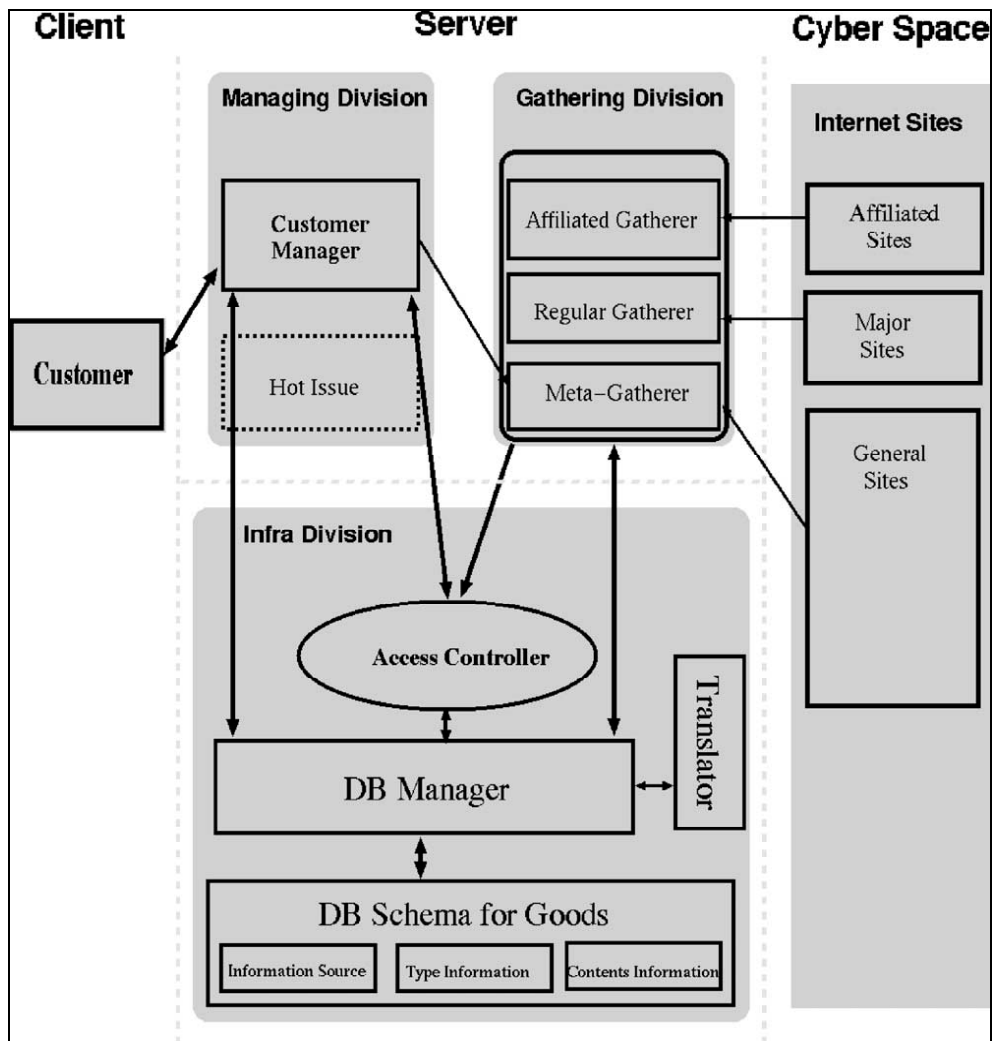 Client
Server
Cyber Space
Managing Division
Gathering Division
Internet Sites
Customer
Manager
Affiliated Gatherer
Affiliated
Sites
Regular Gatherer
Major
Sites
Customer
Hot Issue
Meta-Gatherer
General
Sites
Infra Division
Access Controller
Translator
DB Manager
DB Schema for Goods
Information Source
Type Information
Contents Information